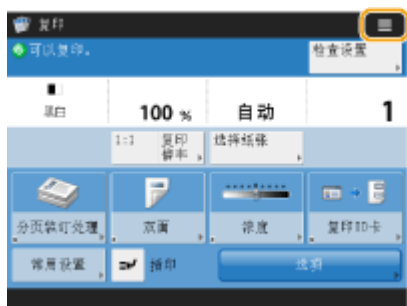 复印
可以复印。
检查设置
黑白
100 %
自动
1
1:1 复印倍率
选择纸张
分页装订处理
双面
浓度
复印ID卡
常用设置
插印
选项